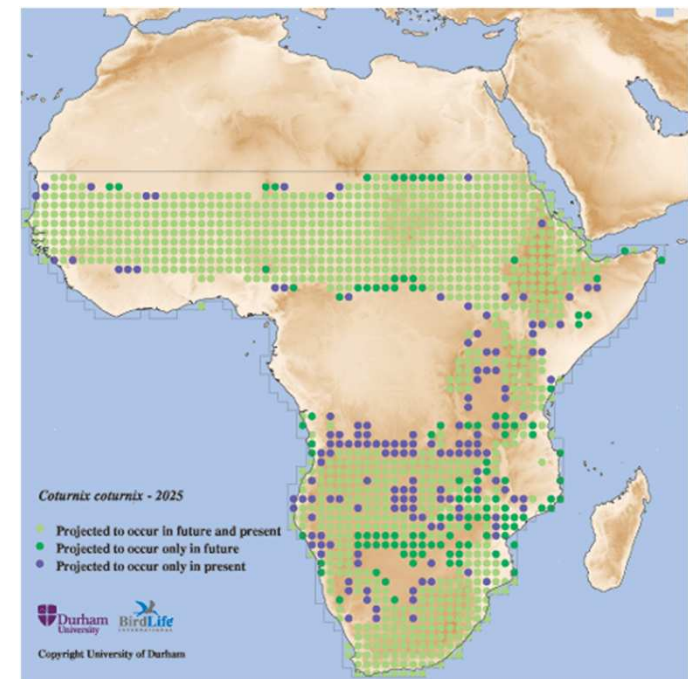 Coturnix coturnix - 2025
Projected to occur in future and present
Projected to occur only in future
Projected to occur only in present
Durham
University
BirdLife
INTERNATIONAL
Copyright University of Durham